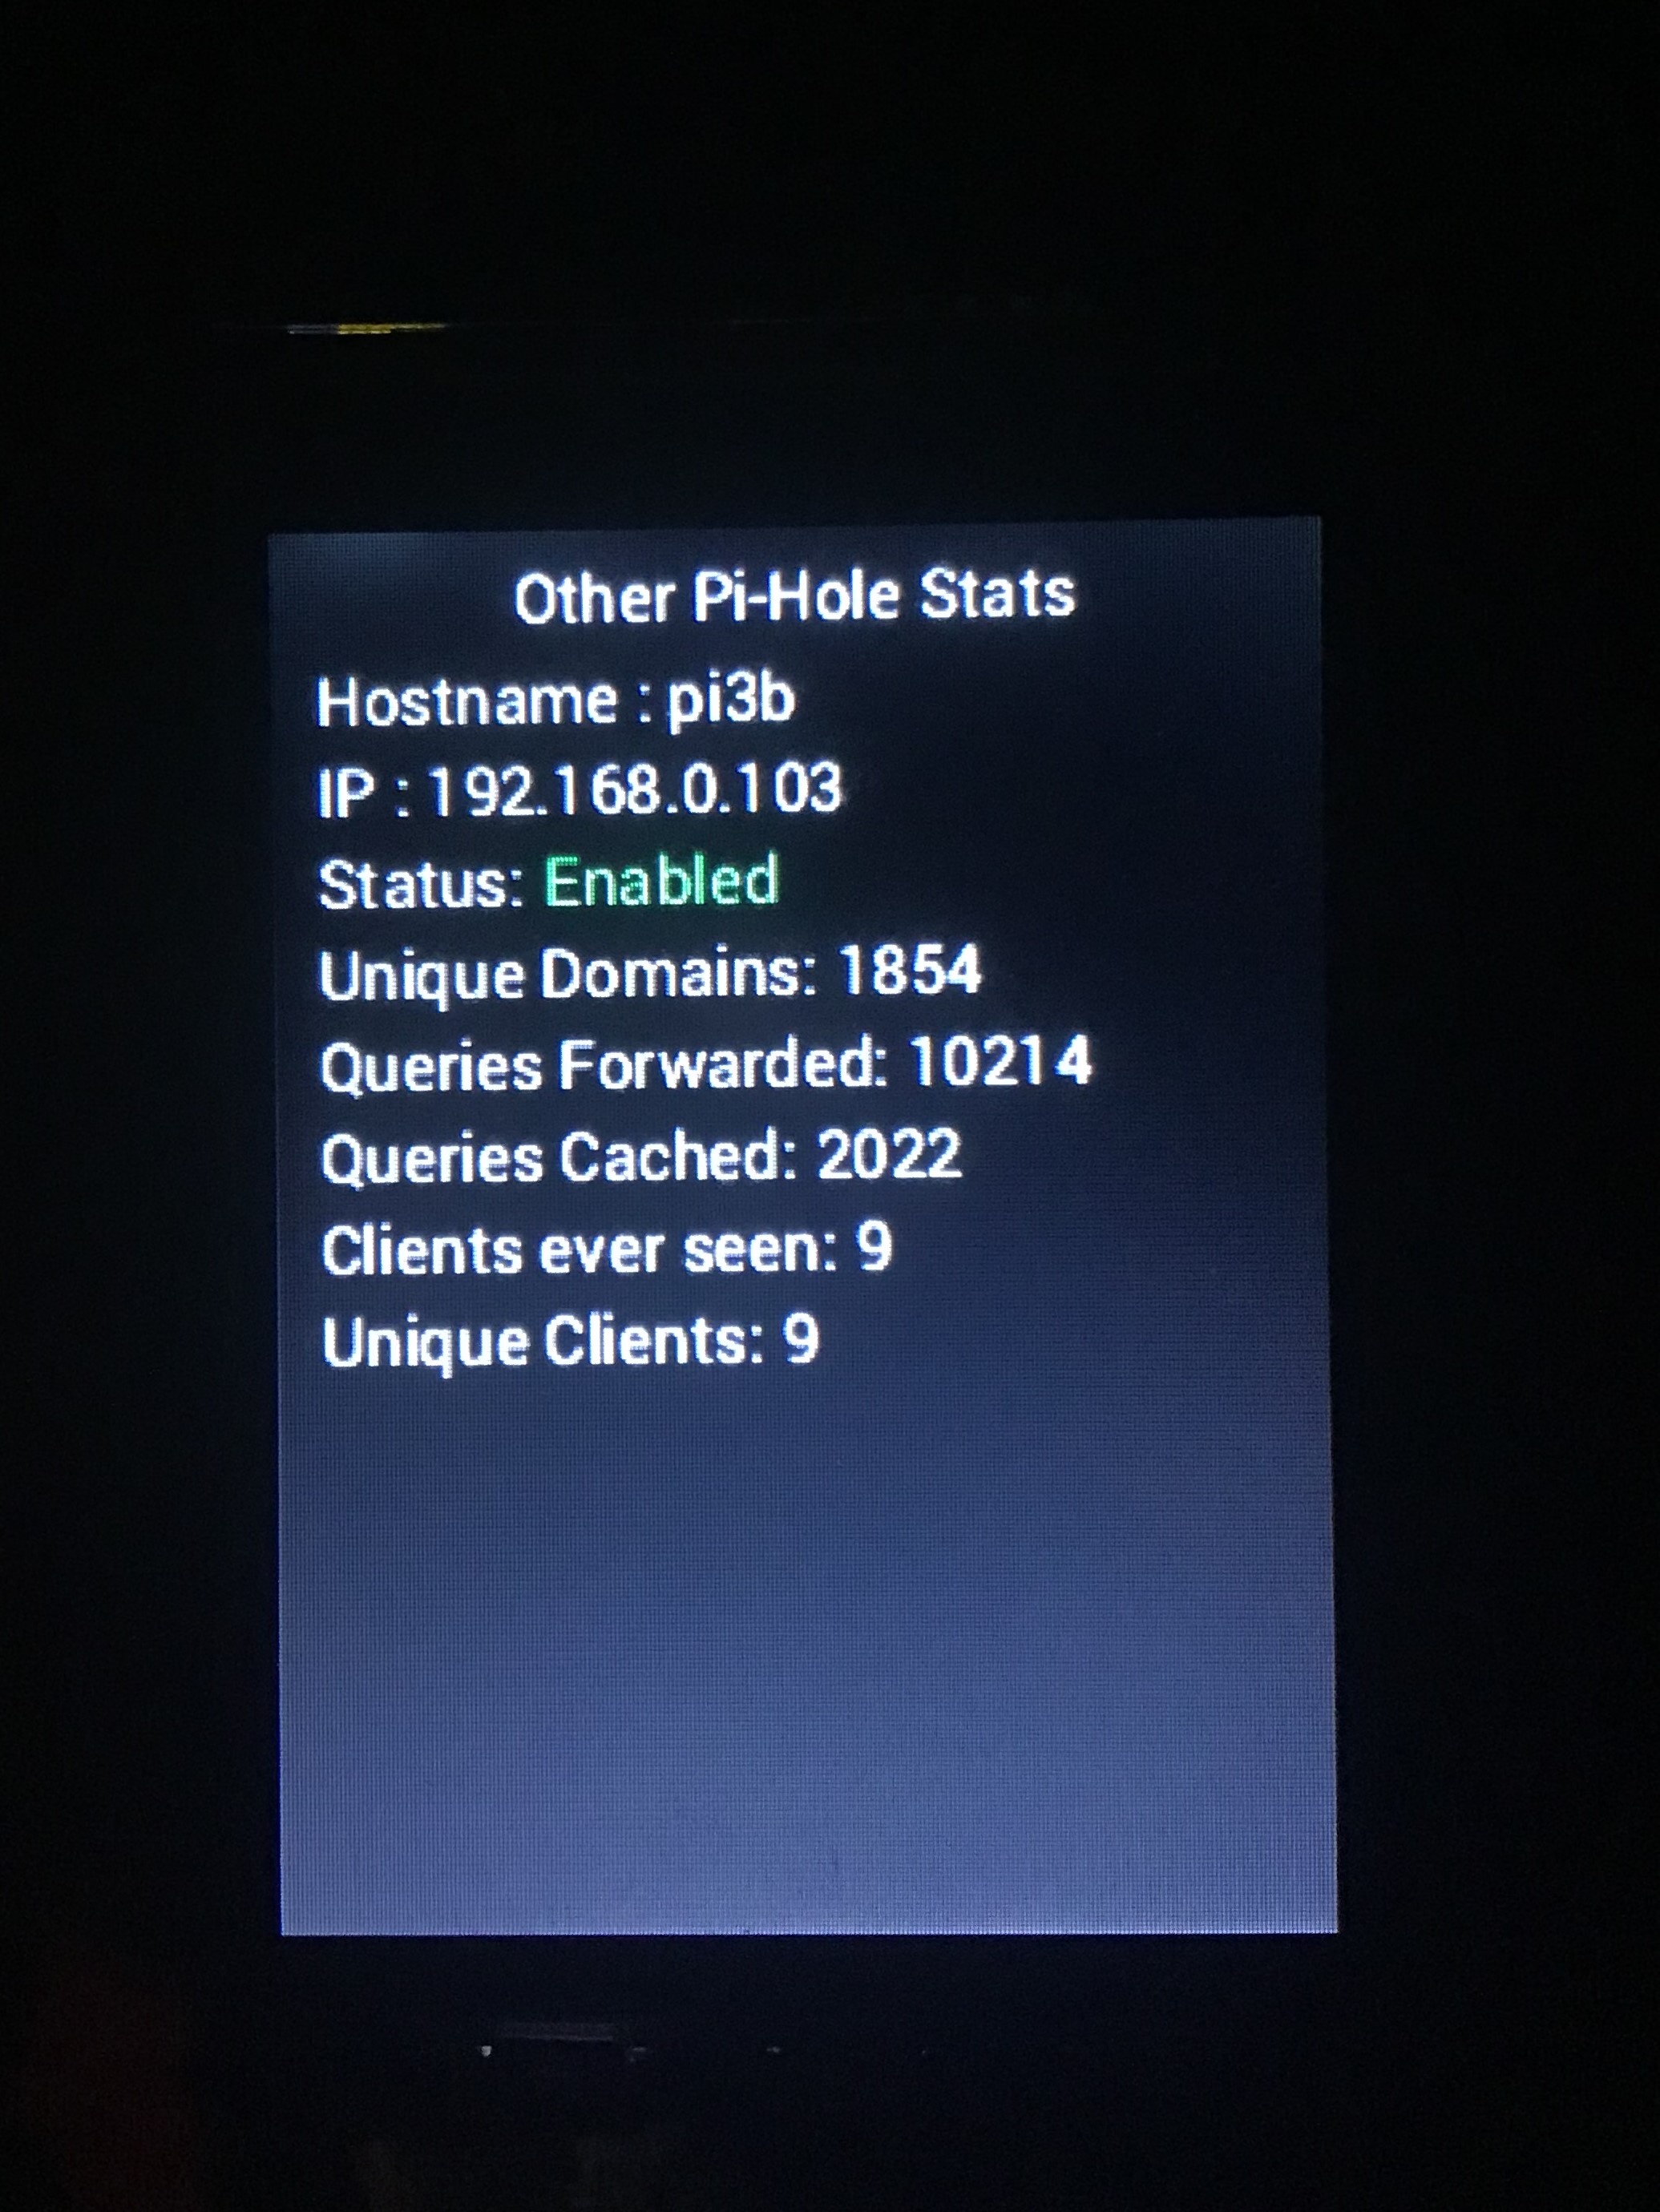 Other Pi-Hole Stats
Hostname : pi3b
IP : 192.168.0.103
Status: Enabled
Unique Domains: 1854
Queries Forwarded: 10214
Queries Cached: 2022
Clients ever seen: 9
Unique Clients: 9